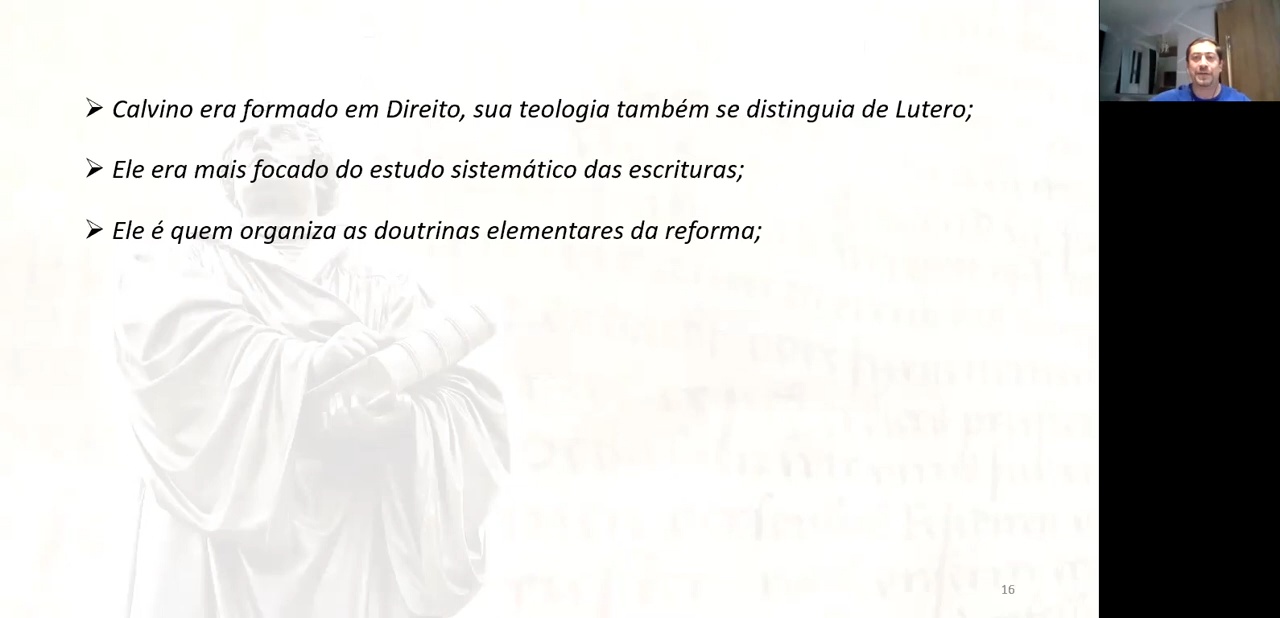 ➢ Calvino era formado em Direito, sua teologia também se distinguia de Lutero;
➢ Ele era mais focado do estudo sistemático das escrituras;
➢ Ele é quem organiza as doutrinas elementares da reforma;
16